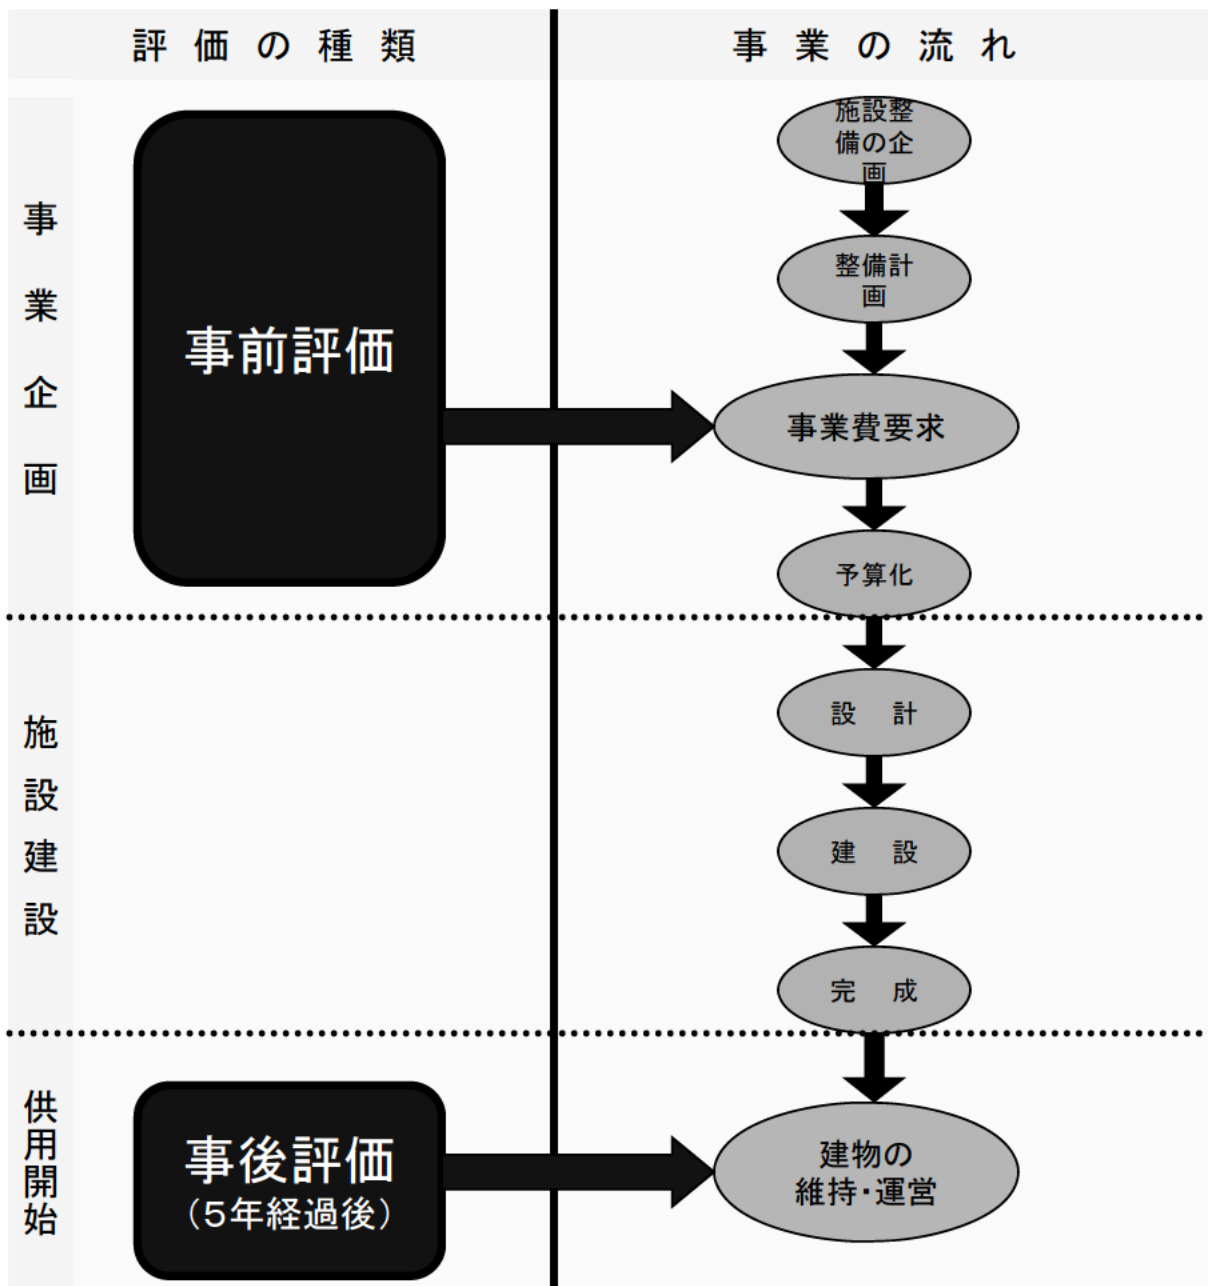 評価の種類
事業の流れ
事業企画
事前評価
施設整
備の企
画
整備計
画
事業費要求
予算化
施設建設
設 計
建 設
完 成
供用開始
事後評価
（5年経過後）
建物の
維持・運営